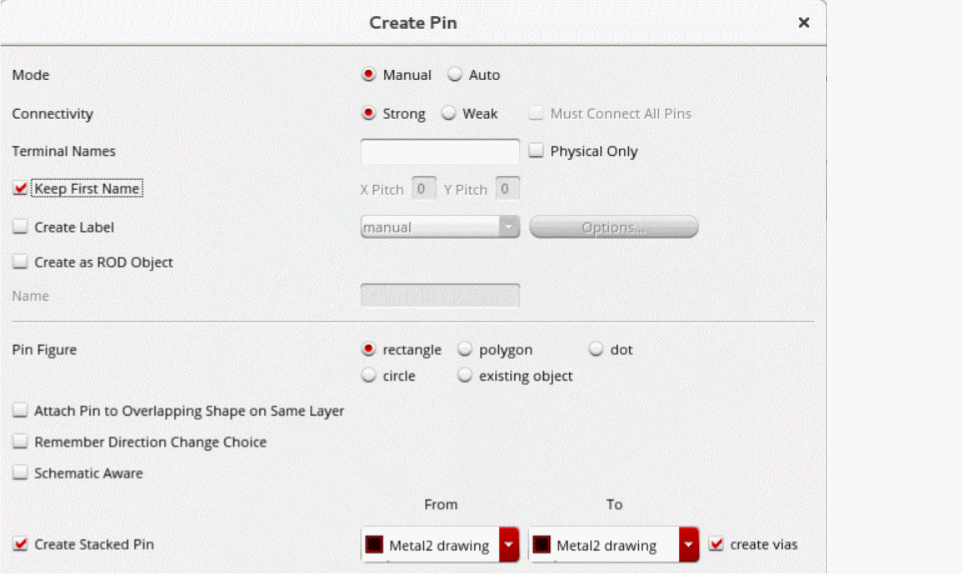 Create Pin
Mode Manual Auto
Connectivity Strong Weak Must Connect All Pins
Terminal Names Physical Only
Keep First Name X Pitch 0 Y Pitch 0
Create Label manual Options...
Create as ROD Object
Name
Pin Figure rectangle polygon dot
circle existing object
Attach Pin to Overlapping Shape on Same Layer
Remember Direction Change Choice
Schematic Aware
From To
Create Stacked Pin Metal2 drawing Metal2 drawing create vias